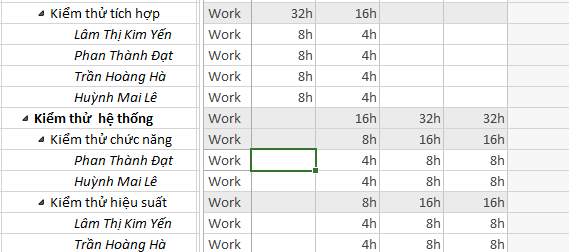 Kiểm thử tích hợp Work 32h 16h
Lâm Thị Kim Yến Work 8h 4h
Phan Thành Đạt Work 8h 4h
Trần Hoàng Hà Work 8h 4h
Huỳnh Mai Lê Work 8h 4h
Kiểm thử hệ thống Work 16h 32h 32h
Kiểm thử chức năng Work 8h 16h 16h
Phan Thành Đạt Work 4h 8h 8h
Huỳnh Mai Lê Work 4h 8h 8h
Kiểm thử hiệu suất Work 8h 16h 16h
Lâm Thị Kim Yến Work 4h 8h 8h
Trần Hoàng Hà Work 4h 8h 8h